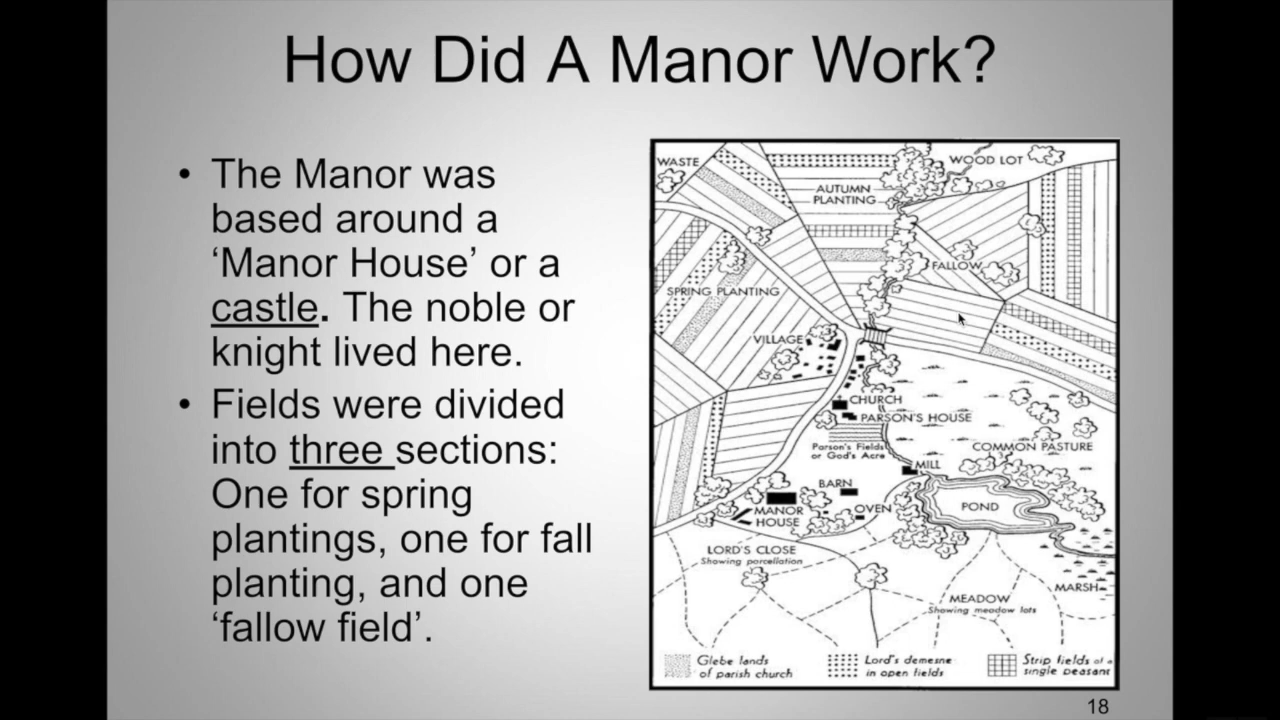 How Did A Manor Work?
• The Manor was
based around a
‘Manor House’ or a
castle. The noble or
knight lived here.
• Fields were divided
into three sections:
One for spring
plantings, one for fall
planting, and one
‘fallow field’.
WASTE
WOOD LOT
AUTUMN
PLANTING
FALLOW
SPRING PLANTING
VILLAGE
CHURCH
PARSON'S HOUSE
Parson's Fields
or God's Acre
COMMON PASTURE
MILL
BARN
OVEN
POND
MANOR
HOUSE
LORD'S CLOSE
Showing parcellation
MARSH
MEADOW
Showing meadow lots
Glebe lands
of parish church
Lord's demesne
in open fields
Strip fields of a
single peasant
18